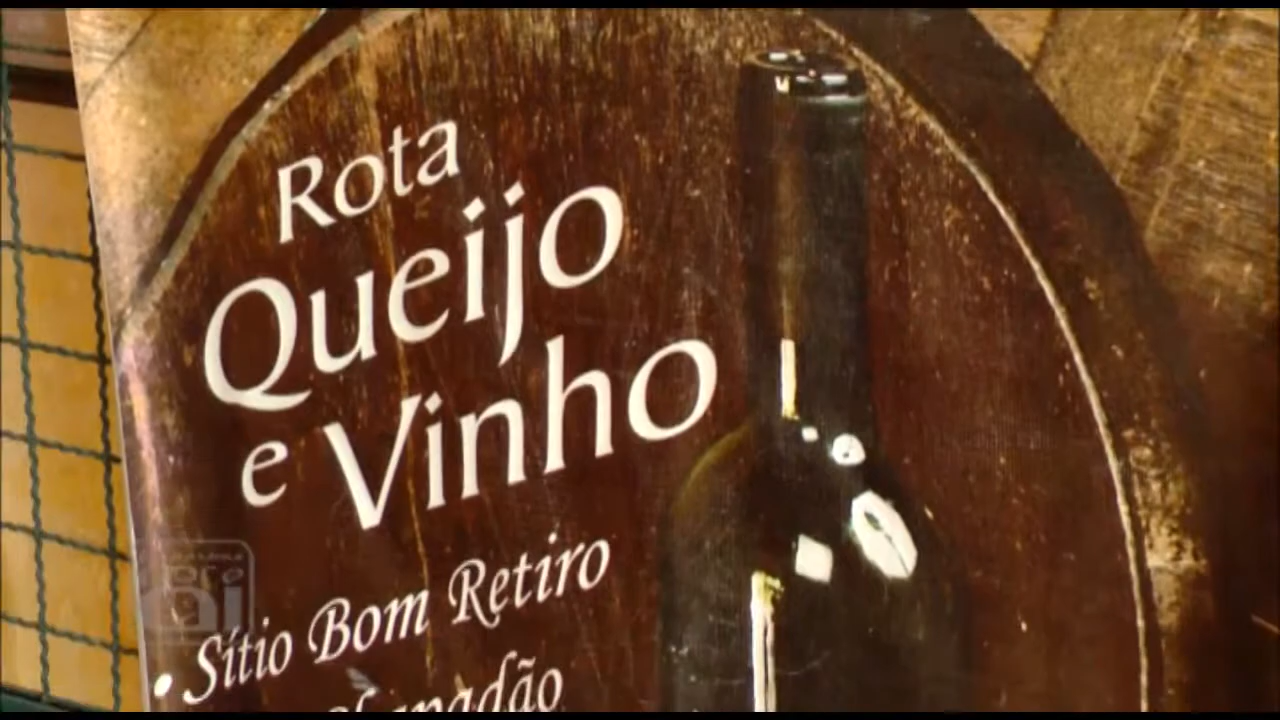 Rota
Queijo
e Vinho
• Sítio Bom Retiro